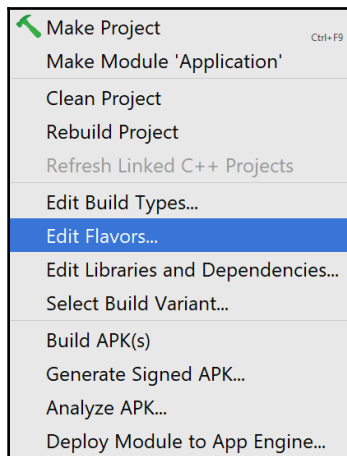 Make Project Ctrl+F9
Make Module 'Application'
Clean Project
Rebuild Project
Refresh Linked C++ Projects
Edit Build Types...
Edit Flavors...
Edit Libraries and Dependencies...
Select Build Variant...
Build APK(s)
Generate Signed APK...
Analyze APK...
Deploy Module to App Engine...